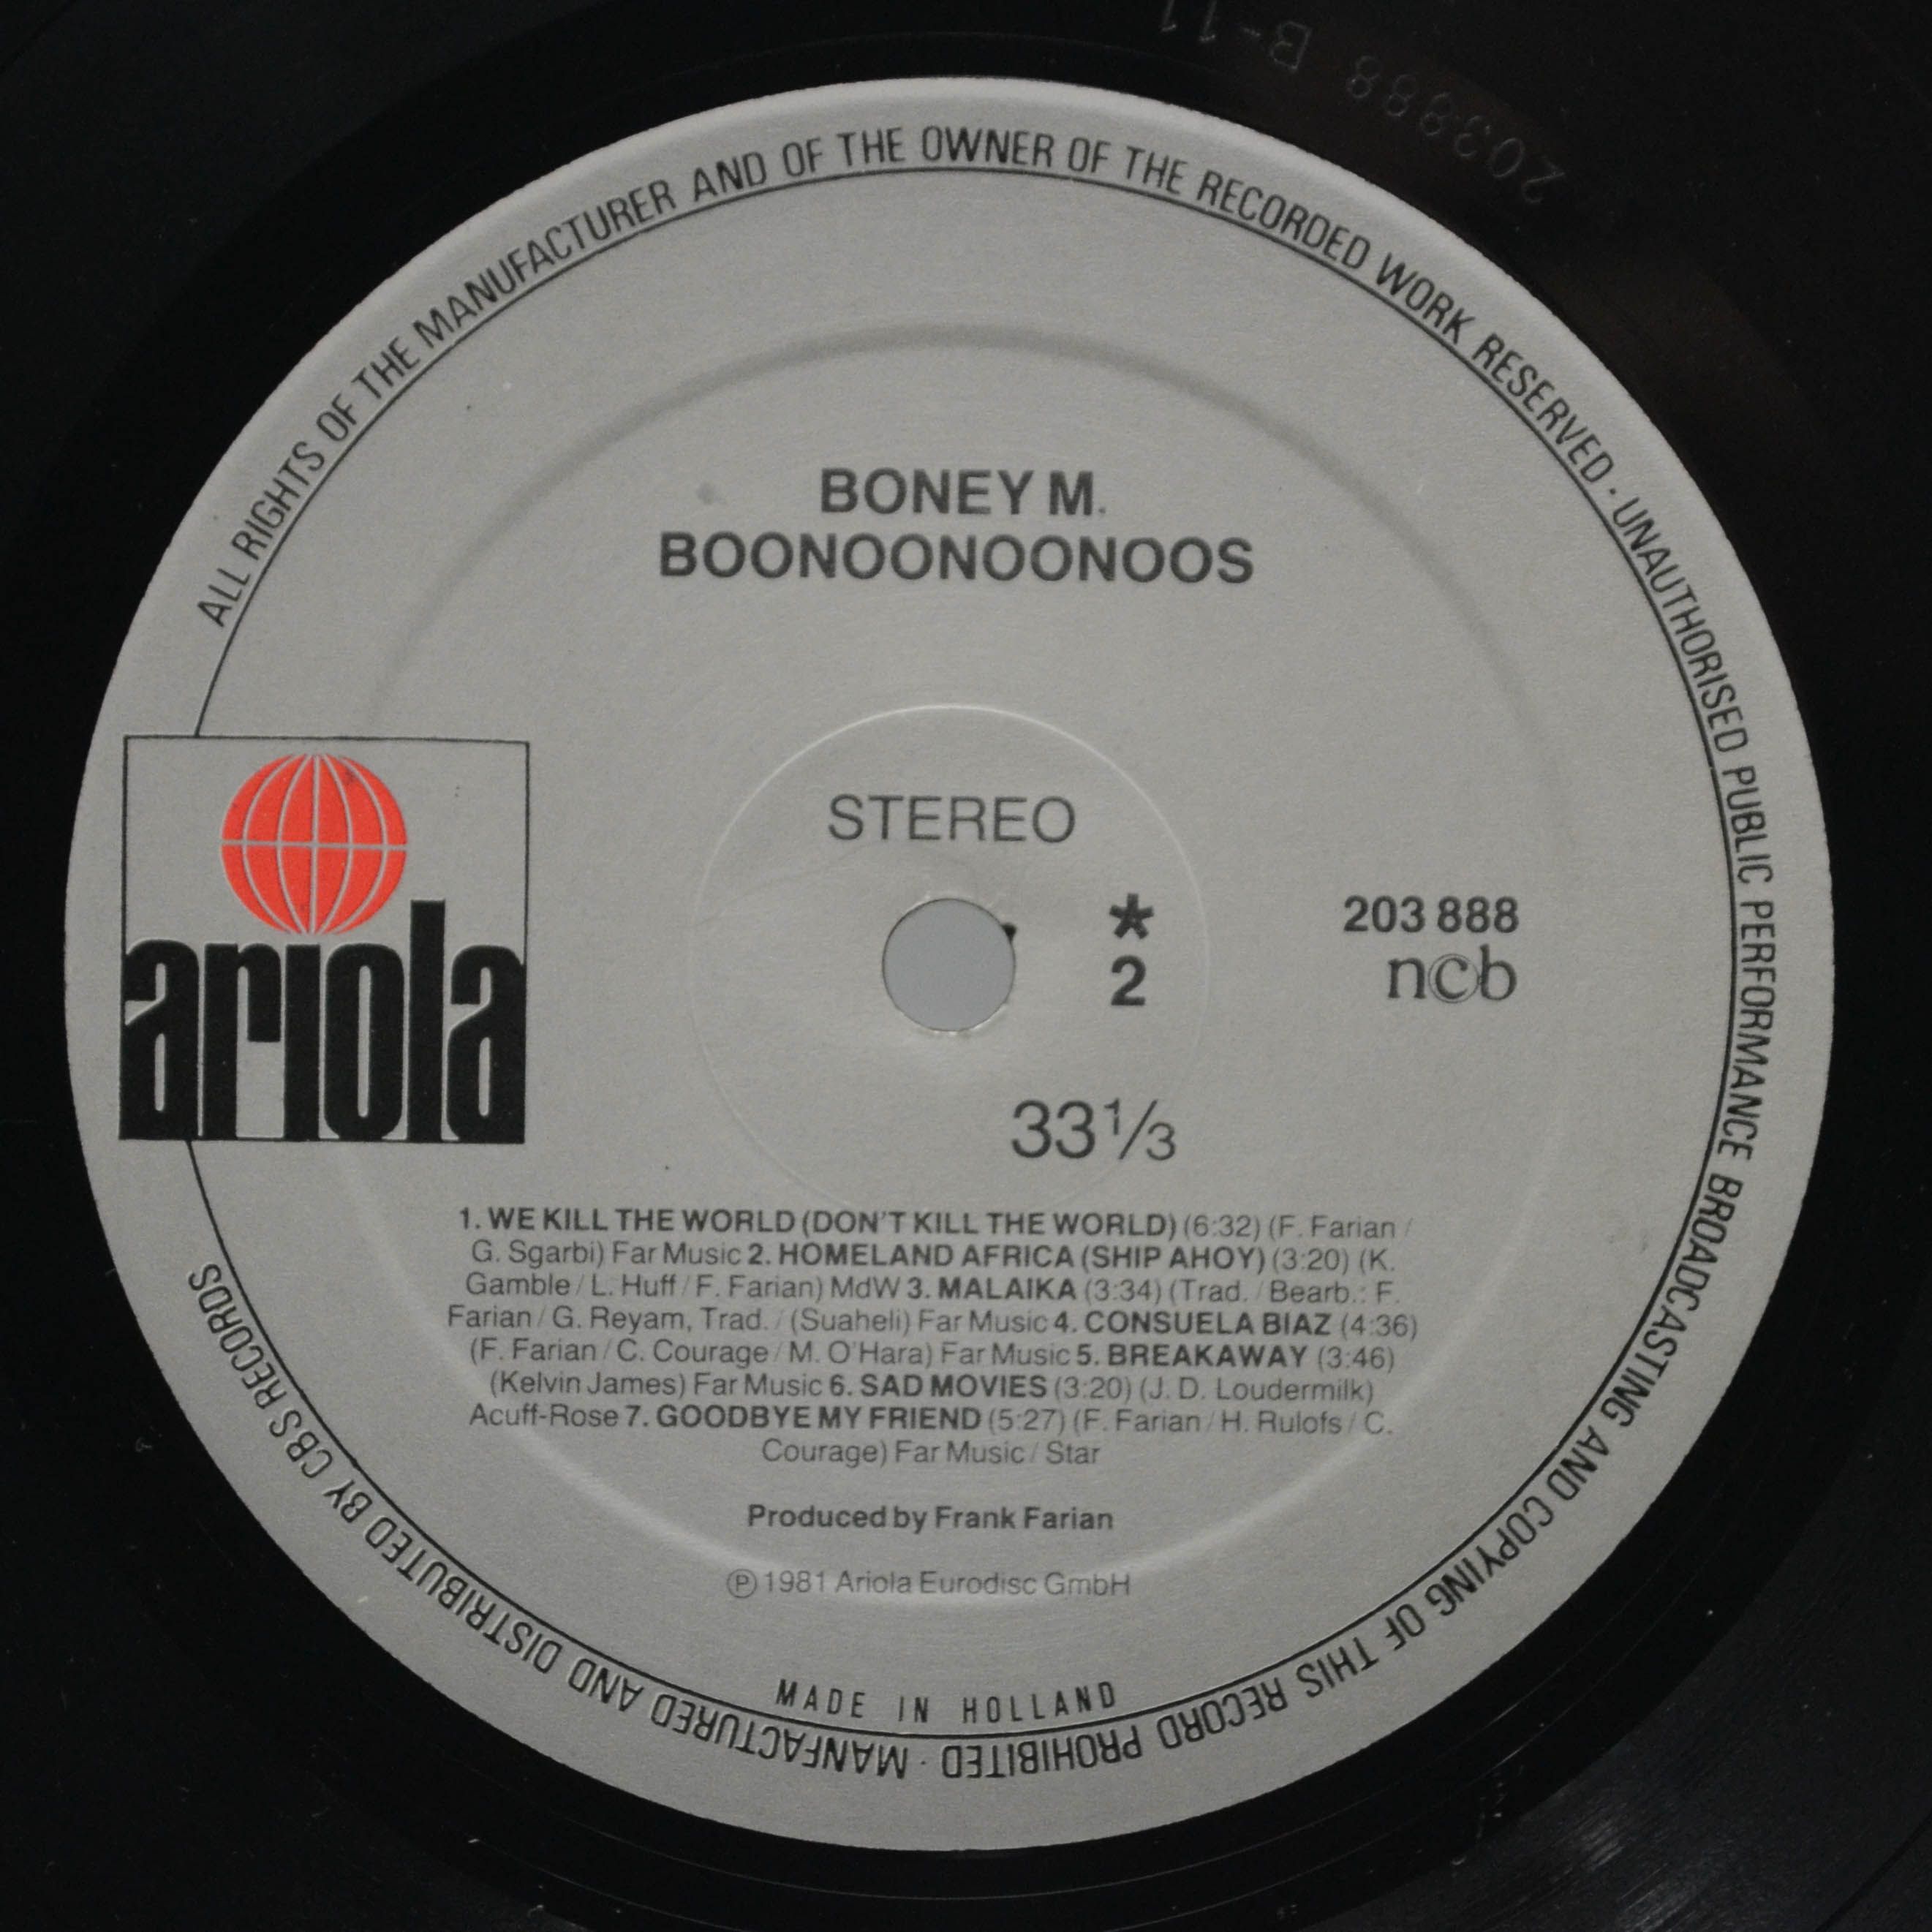 ALL RIGHTS OF THE MANUFACTURER AND OF THE OWNER OF THE RECORDED WORK RESERVED · UNAUTHORISED PUBLIC PERFORMANCE BROADCASTING AND COPYING OF THIS RECORD PROHIBITED · MANFACTURED AND DISTRIBUTED BY CBS RECORDS
203888 B-11
BONEY M.
BOONOONOONOOS
STEREO
ariola
*
2
203 888
ncb
33 1/3
1. WE KILL THE WORLD (DON'T KILL THE WORLD) (6:32) (F. Farian /
G. Sgarbi) Far Music 2. HOMELAND AFRICA (SHIP AHOY) (3:20) (K.
Gamble / L. Huff / F. Farian) MdW 3. MALAIKA (3:34) (Trad. / Bearb.: F.
Farian / G. Reyam, Trad. / (Suaheli) Far Music 4. CONSUELA BIAZ (4:36)
(F. Farian / C. Courage / M. O'Hara) Far Music 5. BREAKAWAY (3:46)
(Kelvin James) Far Music 6. SAD MOVIES (3:20) (J. D. Loudermilk)
Acuff-Rose 7. GOODBYE MY FRIEND (5:27) (F. Farian / H. Rulofs / C.
Courage) Far Music / Star
Produced by Frank Farian
℗ 1981 Ariola Eurodisc GmbH
MADE IN HOLLAND